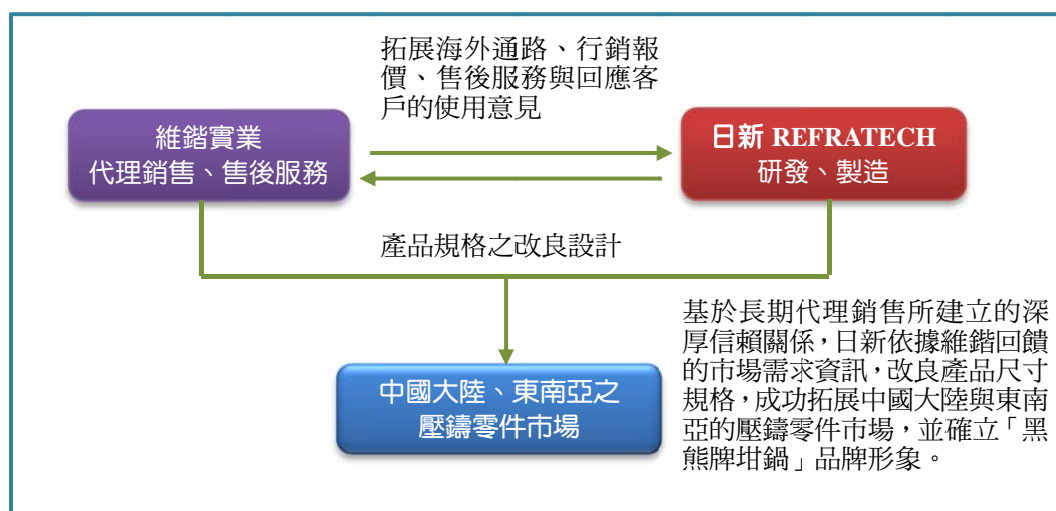 拓展海外通路、行銷報
價、售後服務與回應客
戶的使用意見
維鍇實業
代理銷售、售後服務
日新 REFRATECH
研發、製造
產品規格之改良設計
中國大陸、東南亞之
壓鑄零件市場
基於長期代理銷售所建立的深
厚信賴關係，日新依據維鍇回饋
的市場需求資訊，改良產品尺寸
規格，成功拓展中國大陸與東南
亞的壓鑄零件市場，並確立「黑
熊牌坩鍋」品牌形象。